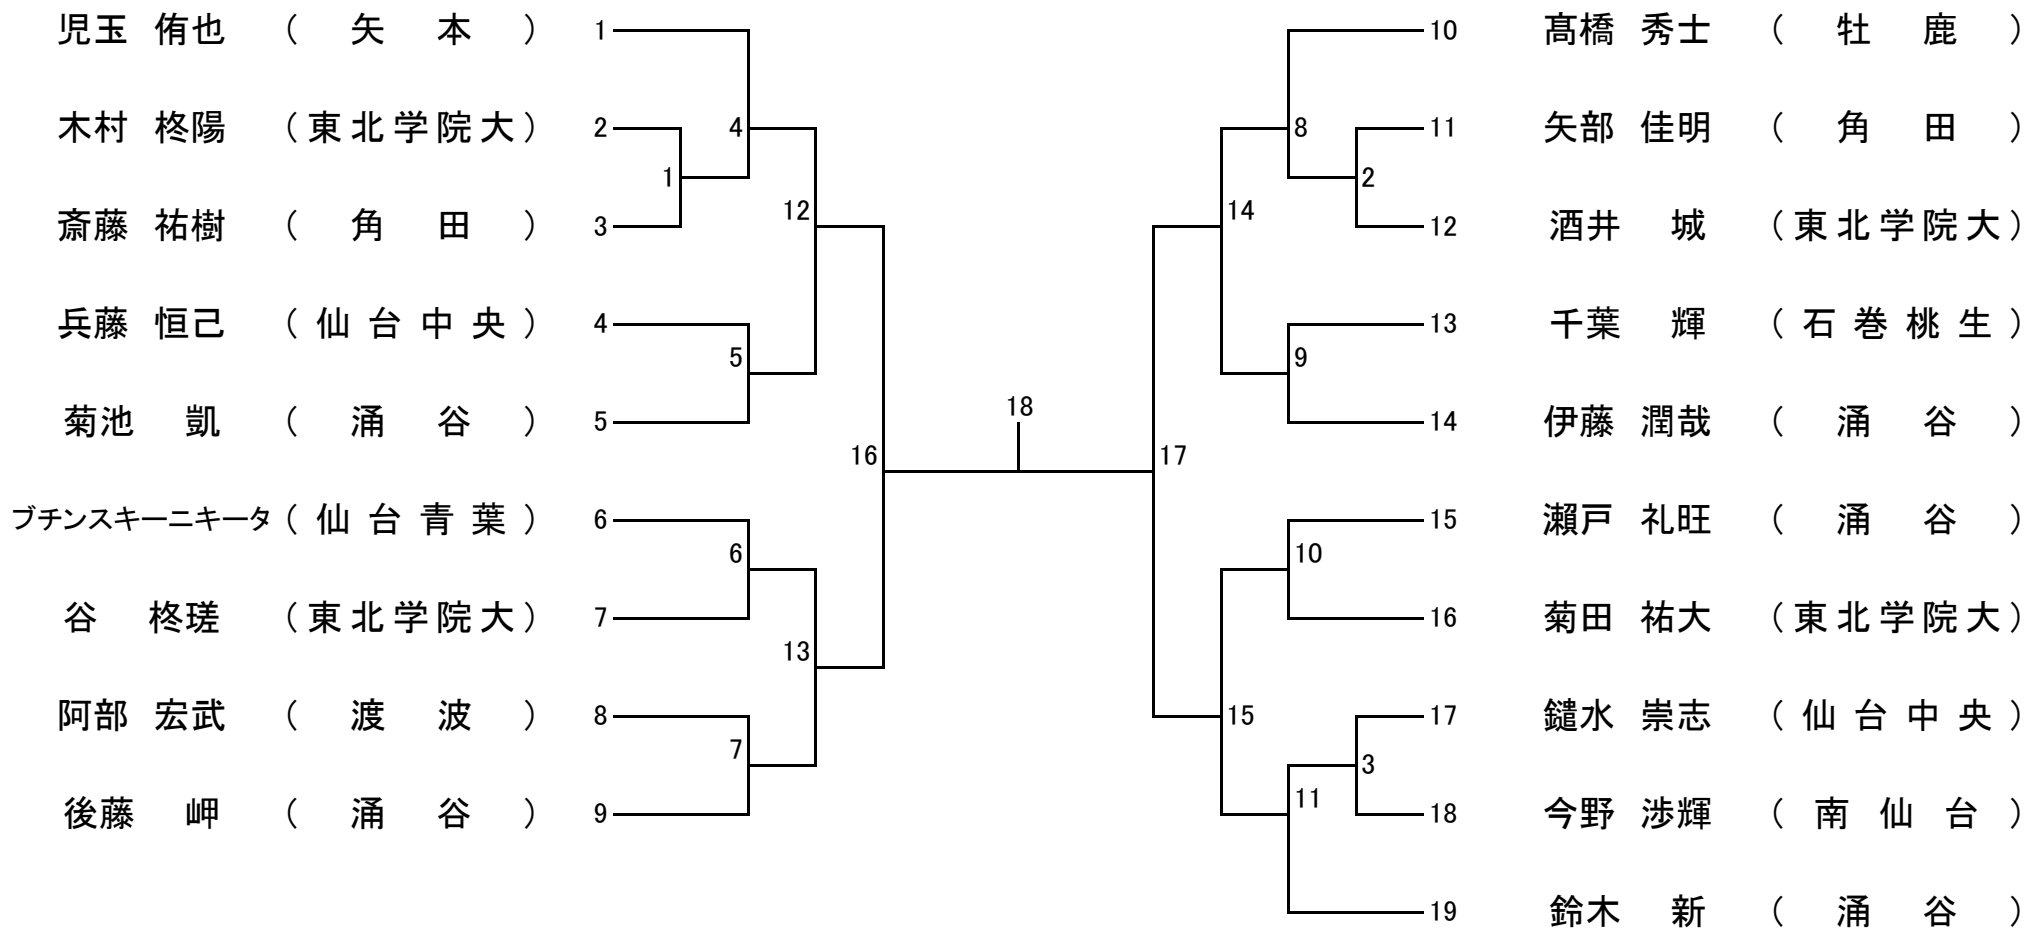 児玉 侑也 （ 矢 本 ） 1
木村 柊陽 （東北学院大） 2
斎藤 祐樹 （ 角 田 ） 3
兵藤 恒己 （仙台中央） 4
菊池 凱 （ 涌 谷 ） 5
ブチンスキーニキータ（仙台青葉） 6
谷 柊瑳 （東北学院大） 7
阿部 宏武 （ 渡 波 ） 8
後藤 岬 （ 涌 谷 ） 9
1
4
5
6
7
12
13
16
18
17
14
15
8
9
10
11
2
3
10 髙橋 秀士 （ 牡 鹿 ）
11 矢部 佳明 （ 角 田 ）
12 酒井 城 （東北学院大）
13 千葉 輝 （石巻桃生）
14 伊藤 潤哉 （ 涌 谷 ）
15 瀬戸 礼旺 （ 涌 谷 ）
16 菊田 祐大 （東北学院大）
17 鑓水 崇志 （仙台中央）
18 今野 渉輝 （ 南 仙 台 ）
19 鈴木 新 （ 涌 谷 ）